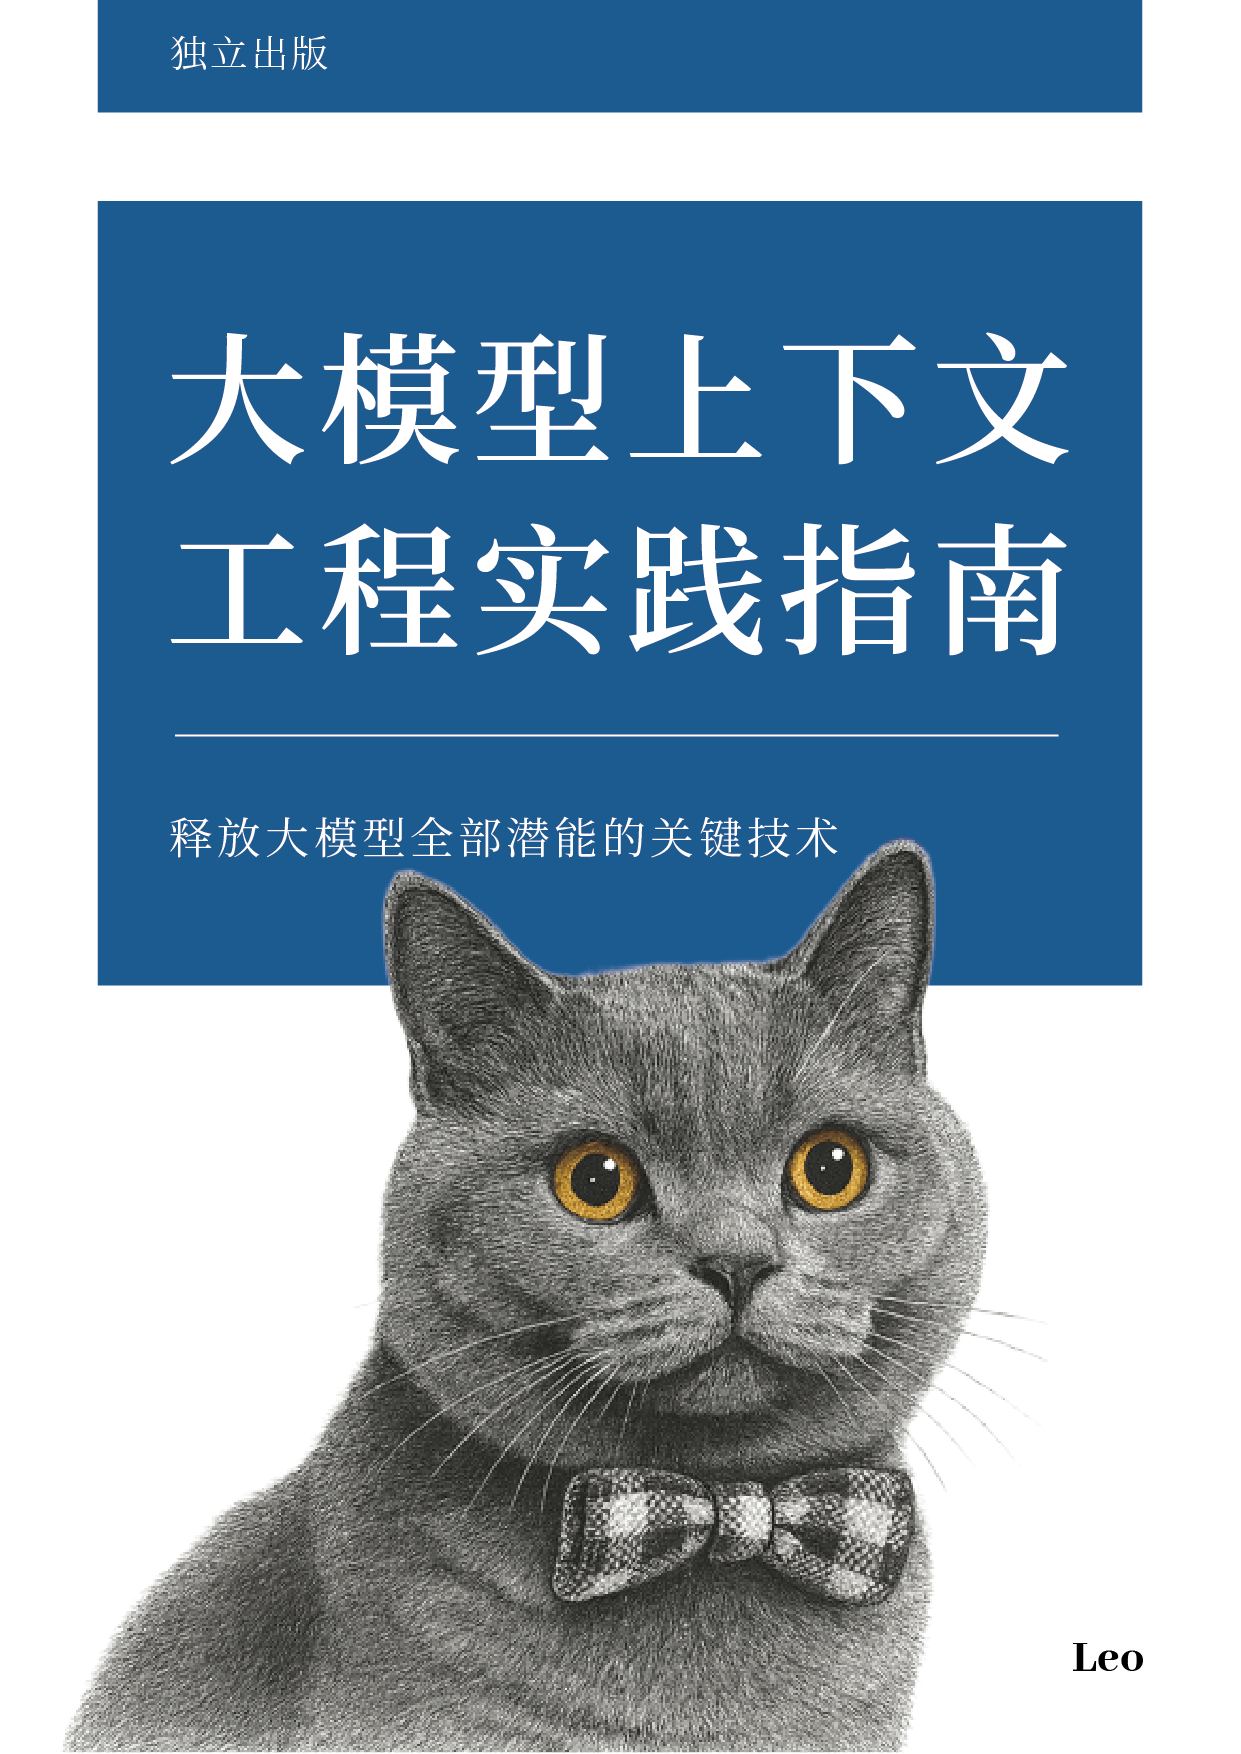 独立出版
大模型上下文
工程实践指南
释放大模型全部潜能的关键技术
Leo